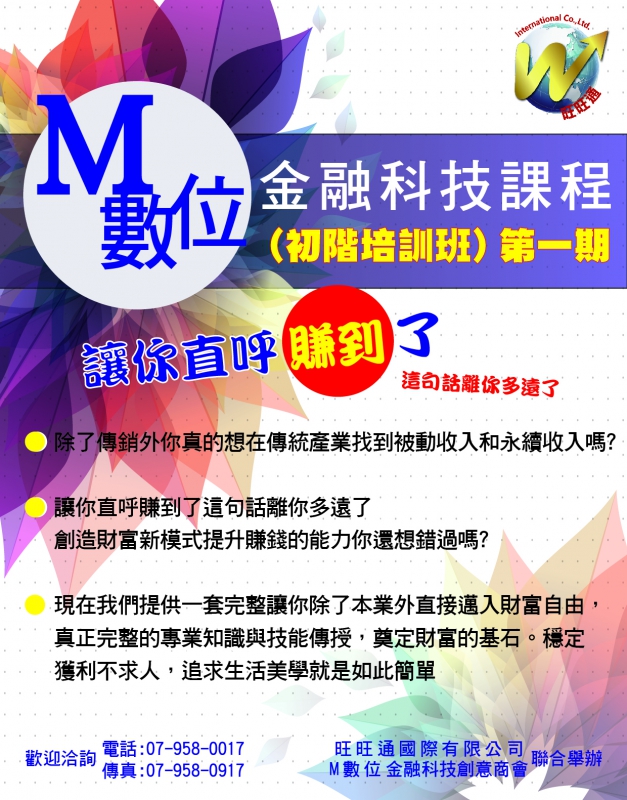 International Co.,Ltd.
W
旺旺通
M
數位
金融科技課程
(初階培訓班) 第一期
讓你直呼賺到了
這句話離你多遠了
除了傳銷外你真的想在傳統產業找到被動收入和永續收入嗎?
讓你直呼賺到了這句話離你多遠了
創造財富新模式提升賺錢的能力你還想錯過嗎?
現在我們提供一套完整讓你除了本業外直接邁入財富自由，
真正完整的專業知識與技能傳授，奠定財富的基石。穩定
獲利不求人，追求生活美學就是如此簡單
歡迎洽詢
電話:07-958-0017
傳真:07-958-0917
旺旺通國際有限公司
M數位金融科技創意商會
聯合舉辦